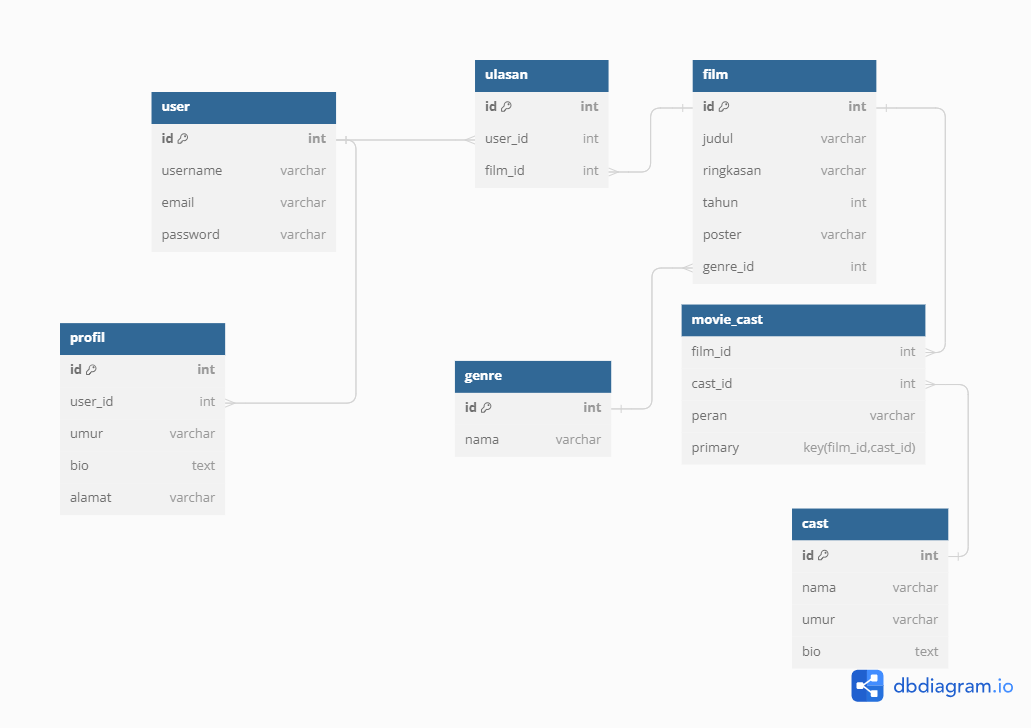 user
id int
username varchar
email varchar
password varchar
ulasan
id int
user_id int
film_id int
film
id int
judul varchar
ringkasan varchar
tahun int
poster varchar
genre_id int
profil
id int
user_id int
umur varchar
bio text
alamat varchar
genre
id int
nama varchar
movie_cast
film_id int
cast_id int
peran varchar
primary key(film_id,cast_id)
cast
id int
nama varchar
umur varchar
bio text
dbdiagram.io